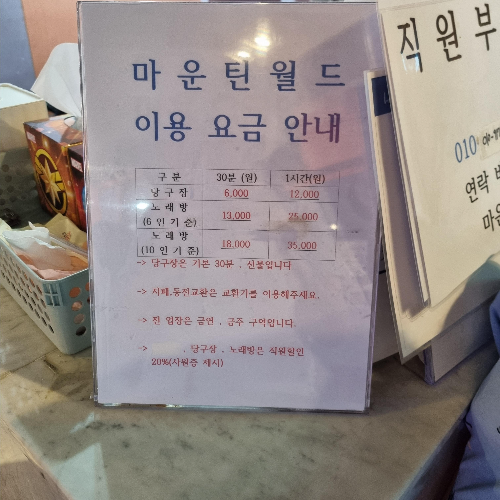 마운틴월드
이용 요금 안내
구 분 30분 (원) 1시간(원)
당 구 장 6,000 12,000
노 래 방
(6 인 기 준) 13,000 25,000
노 래 방
(10 인 기 준) 18,000 35,000
-> 당구장은 기본 30분 , 선불입니다
-> 지폐,동전교환은 교환기를 이용해주세요.
-> 전 입장은 금연 , 금주 구역입니다.
-> , 당구장 , 노래방은 직원할인
20%(사원증 제시)
직원부
010
연락
마운